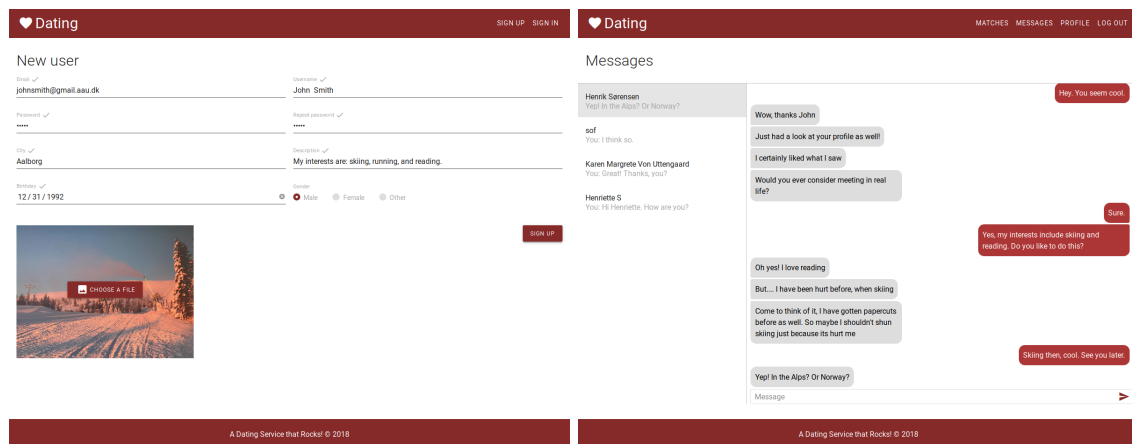 Dating
SIGN UP SIGN IN
New user
Email
johnsmith@gmail.aau.dk
Username
John Smith
Password
•••••
Repeat password
•••••
City
Aalborg
Description
My interests are: skiing, running, and reading.
Birthday
12/31/1992
Gender
Male Female Other
CHOOSE A FILE
SIGN UP
A Dating Service that Rocks! © 2018
Dating
MATCHES MESSAGES PROFILE LOG OUT
Messages
Henrik Sørensen
Yep! In the Alps? Or Norway?
sof
You: I think so.
Karen Margrete Von Uttengaard
You: Great! Thanks, you?
Henriette S
You: Hi Henriette. How are you?
Hey. You seem cool.
Wow, thanks John
Just had a look at your profile as well!
I certainly liked what I saw
Would you ever consider meeting in real
life?
Sure.
Yes, my interests include skiing and
reading. Do you like to do this?
Oh yes! I love reading
But.... I have been hurt before, when skiing
Come to think of it, I have gotten papercuts
before as well. So maybe I shouldn't shun
skiing just because its hurt me
Skiing then, cool. See you later.
Yep! In the Alps? Or Norway?
Message
A Dating Service that Rocks! © 2018